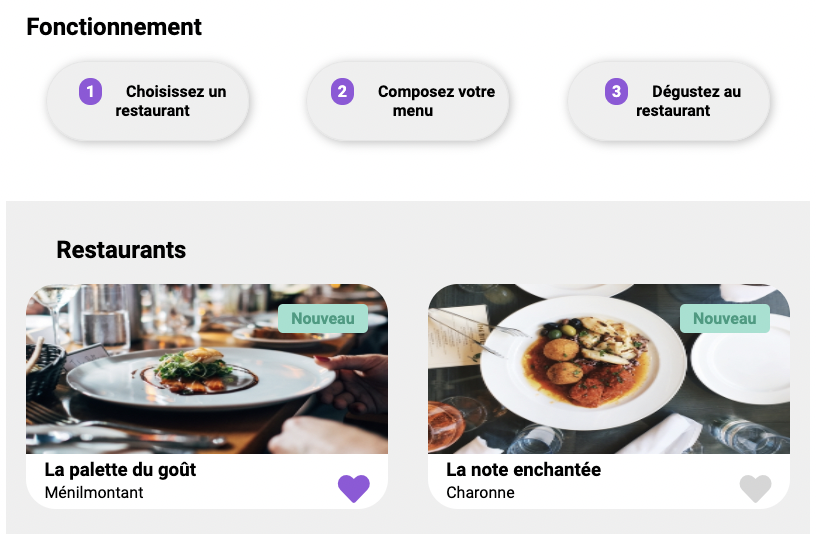 Fonctionnement
1 Choisissez un
restaurant
2 Composez votre
menu
3 Dégustez au
restaurant
Restaurants
Nouveau
La palette du goût
Ménilmontant
Nouveau
La note enchantée
Charonne